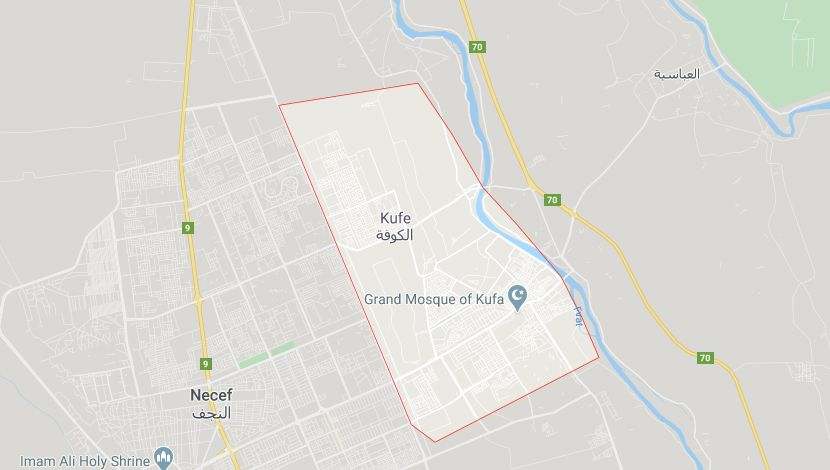 70
العباسية
70
9
Kufe
الكوفة
Grand Mosque of Kufa
Fırat
70
9
Necef
النجف
Imam Ali Holy Shrine